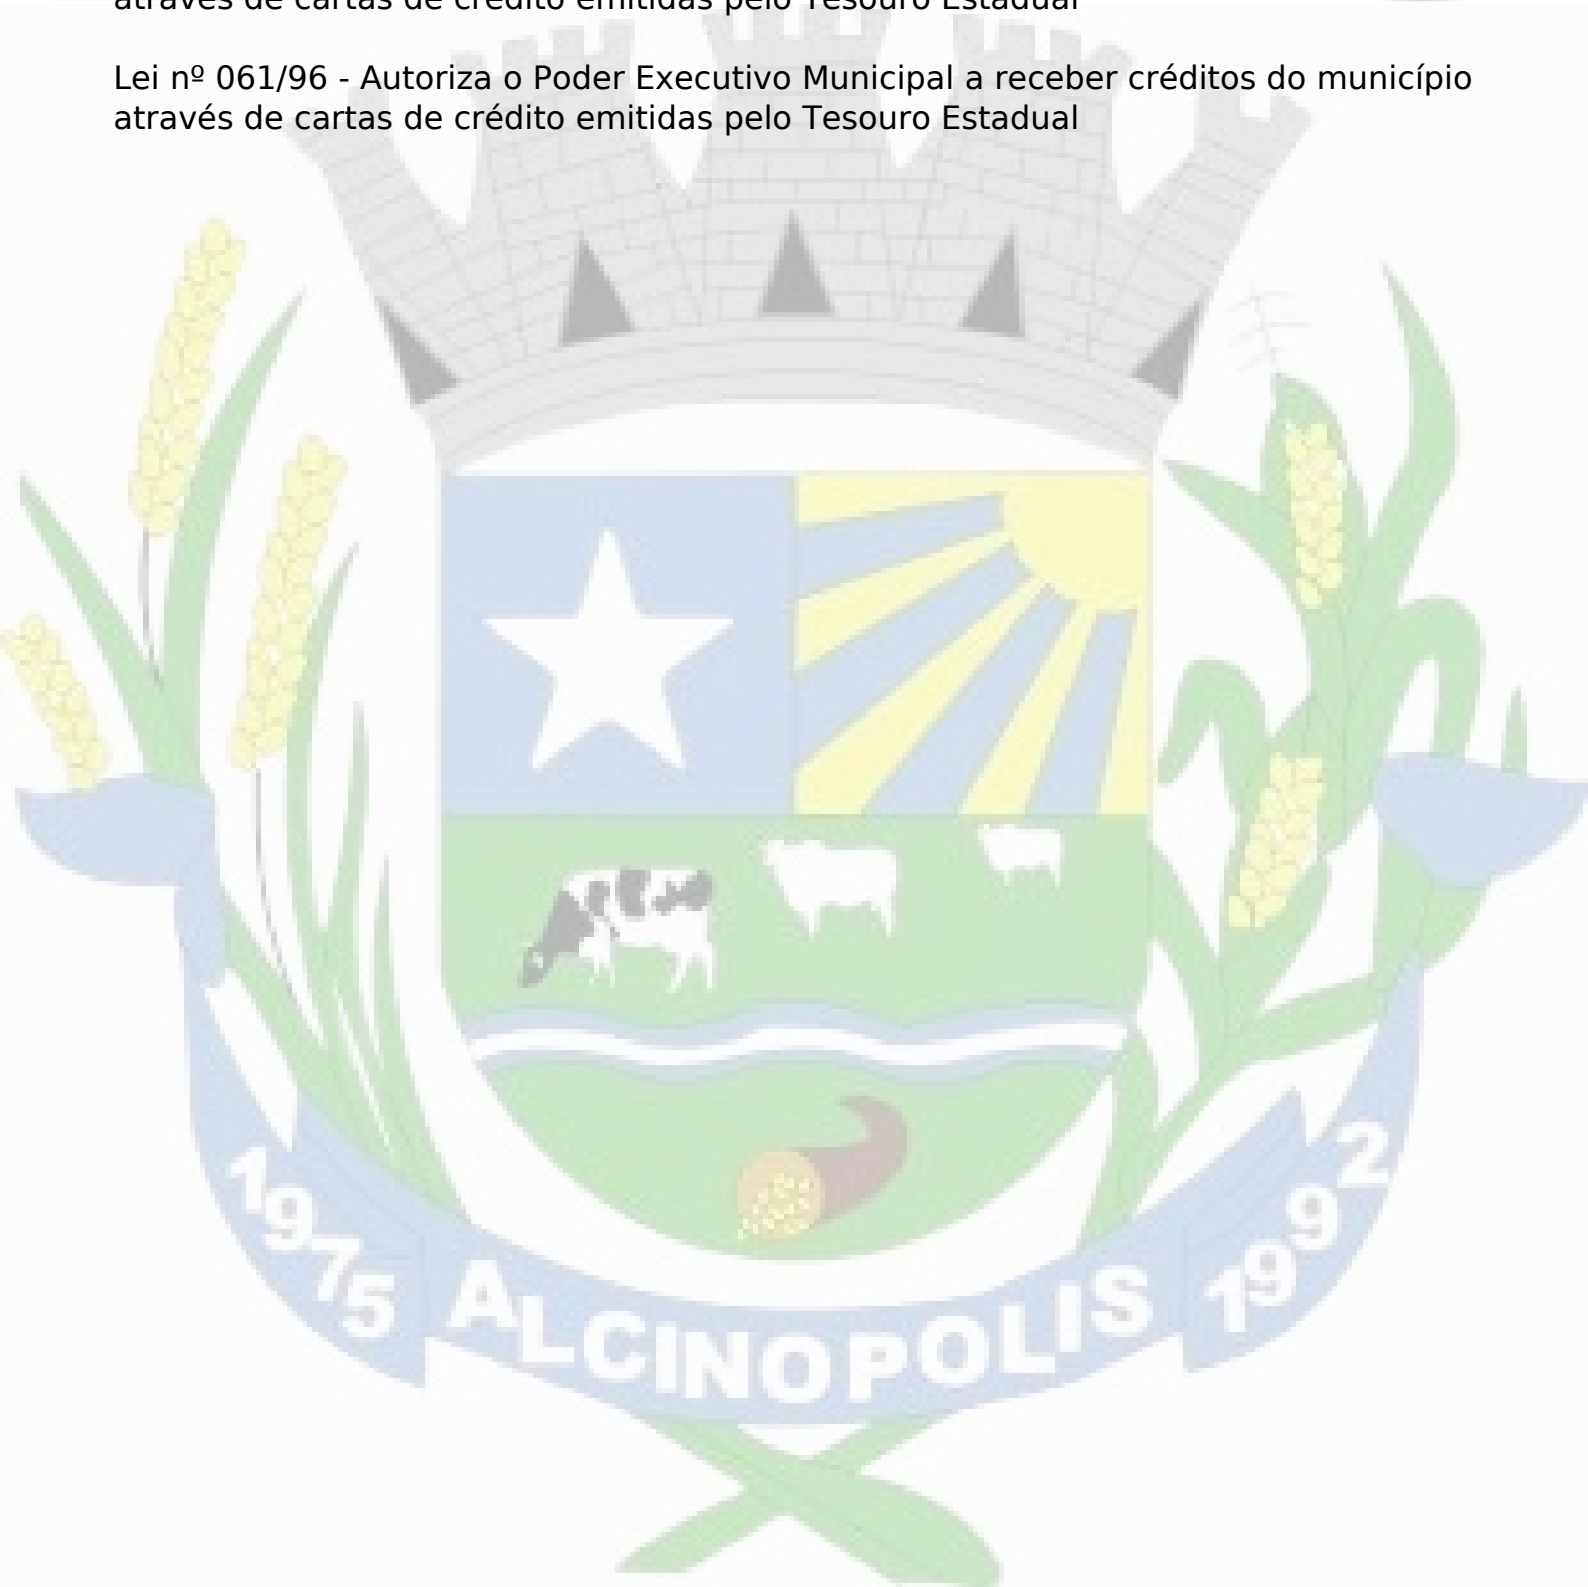 através de cartas de crédito emitidas pelo Tesouro Estadual
Lei nº 061/96 - Autoriza o Poder Executivo Municipal a receber créditos do município
através de cartas de crédito emitidas pelo Tesouro Estadual
1975
ALCINOPOLIS
1992